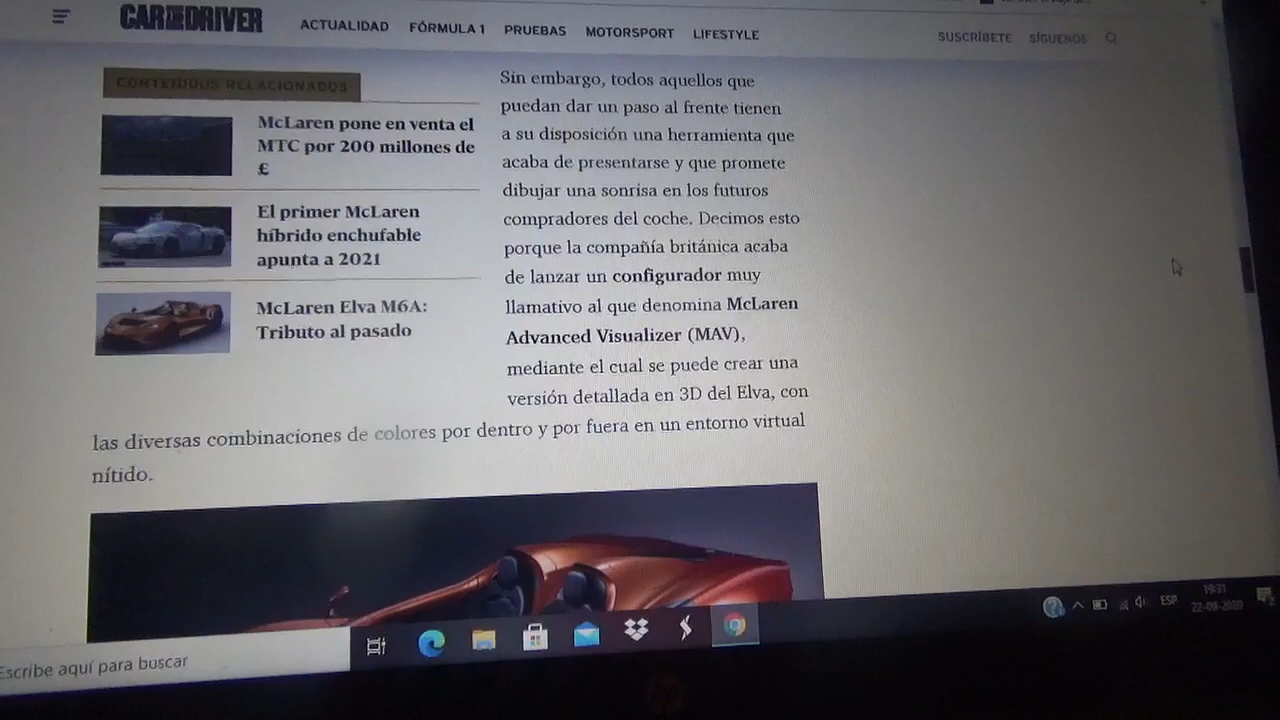 CAR AND DRIVER
ACTUALIDAD FÓRMULA 1 PRUEBAS MOTORSPORT LIFESTYLE
SUSCRÍBETE SÍGUENOS
CONTENIDOS RELACIONADOS
McLaren pone en venta el
MTC por 200 millones de
£
El primer McLaren
híbrido enchufable
apunta a 2021
McLaren Elva M6A:
Tributo al pasado
Sin embargo, todos aquellos que
puedan dar un paso al frente tienen
a su disposición una herramienta que
acaba de presentarse y que promete
dibujar una sonrisa en los futuros
compradores del coche. Decimos esto
porque la compañía británica acaba
de lanzar un configurador muy
llamativo al que denomina McLaren
Advanced Visualizer (MAV),
mediante el cual se puede crear una
versión detallada en 3D del Elva, con
las diversas combinaciones de colores por dentro y por fuera en un entorno virtual
nítido.
Escribe aquí para buscar
ESP
19:31
22-09-2020